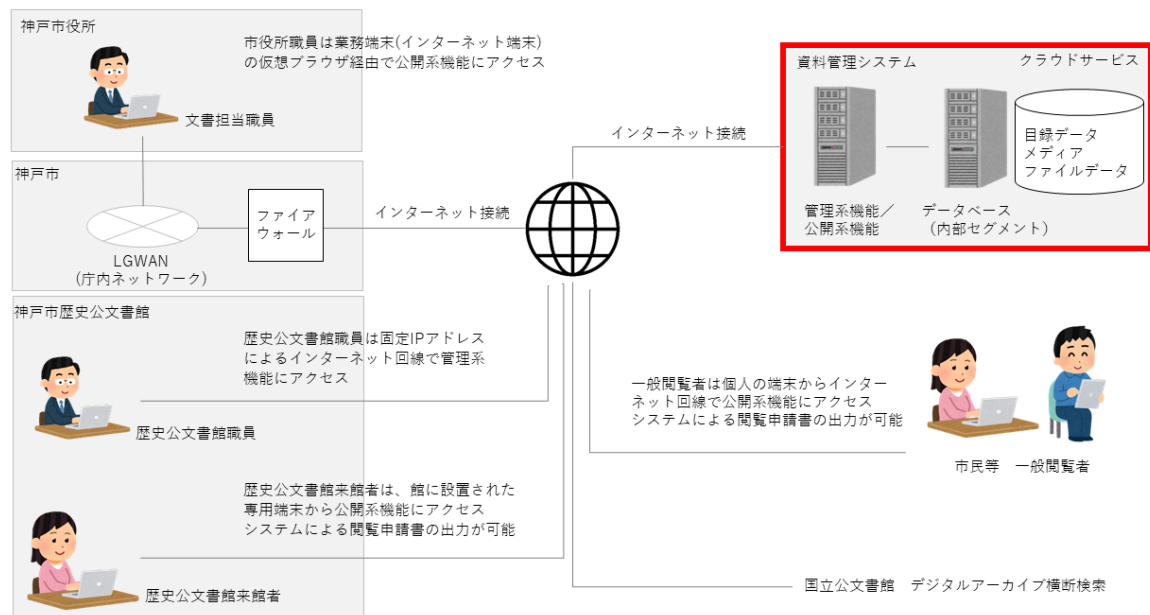 神戸市役所
市役所職員は業務端末(インターネット端末)
の仮想ブラウザ経由で公開系機能にアクセス
文書担当職員
神戸市
ファイア
ウォール
インターネット接続
LGWAN
(庁内ネットワーク)
神戸市歴史公文書館
歴史公文書館職員は固定IPアドレス
によるインターネット回線で管理系
機能にアクセス
歴史公文書館職員
歴史公文書館来館者は、館に設置された
専用端末から公開系機能にアクセス
システムによる閲覧申請書の出力が可能
歴史公文書館来館者
インターネット接続
資料管理システム
クラウドサービス
目録データ
メディア
ファイルデータ
管理系機能／
公開系機能
データベース
（内部セグメント）
一般閲覧者は個人の端末からインター
ネット回線で公開系機能にアクセス
システムによる閲覧申請書の出力が可能
市民等　一般閲覧者
国立公文書館　デジタルアーカイブ横断検索